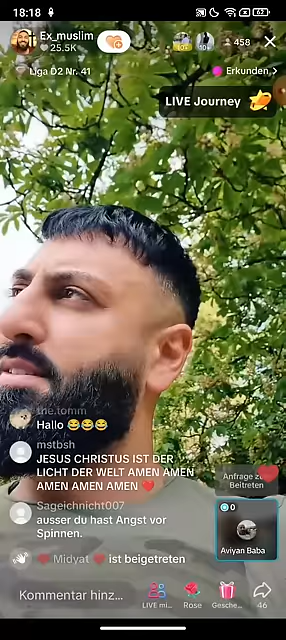 18:18
62
Ex_muslim
25.5K
458
Liga D2 Nr. 41
Erkunden
LIVE Journey
the.tomm
Hallo 😂😂😂
mstbsh
JESUS CHRISTUS IST DER
LICHT DER WELT AMEN AMEN
AMEN AMEN AMEN ❤️
Sageichnicht007
ausser du hast Angst vor
Spinnen.
Midyat ist beigetreten
Anfrage
Beitreten
0
Aviyan Baba
Kommentar hinz...
LIVE mi...
Rose
Gesche...
46